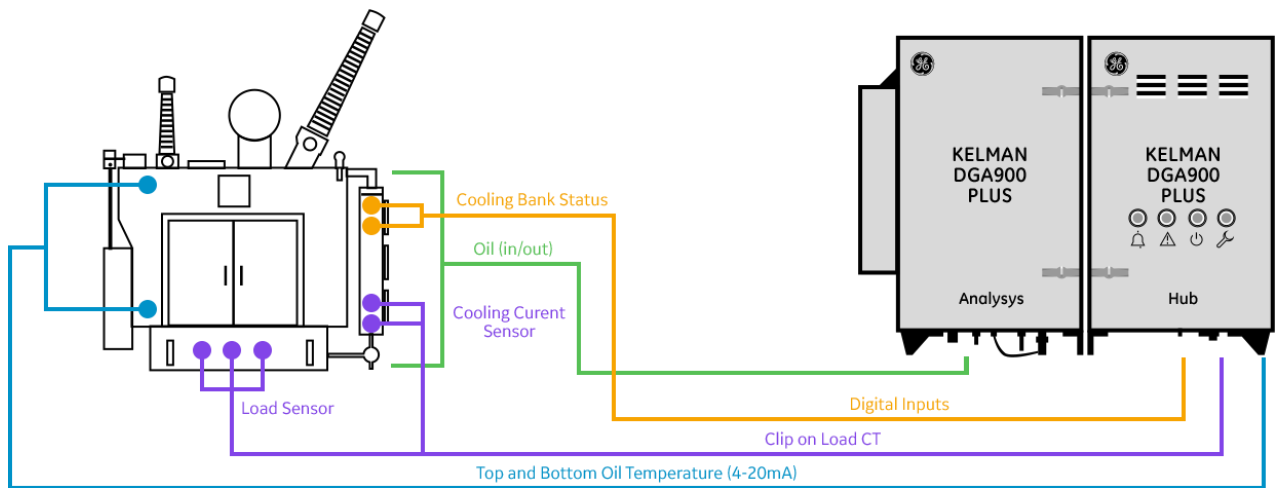 KELMAN
DGA900
PLUS
KELMAN
DGA900
PLUS
Cooling Bank Status
Oil (in/out)
Analysys
Hub
Cooling Curent
Sensor
Load Sensor
Digital Inputs
Clip on Load CT
Top and Bottom Oil Temperature (4-20mA)